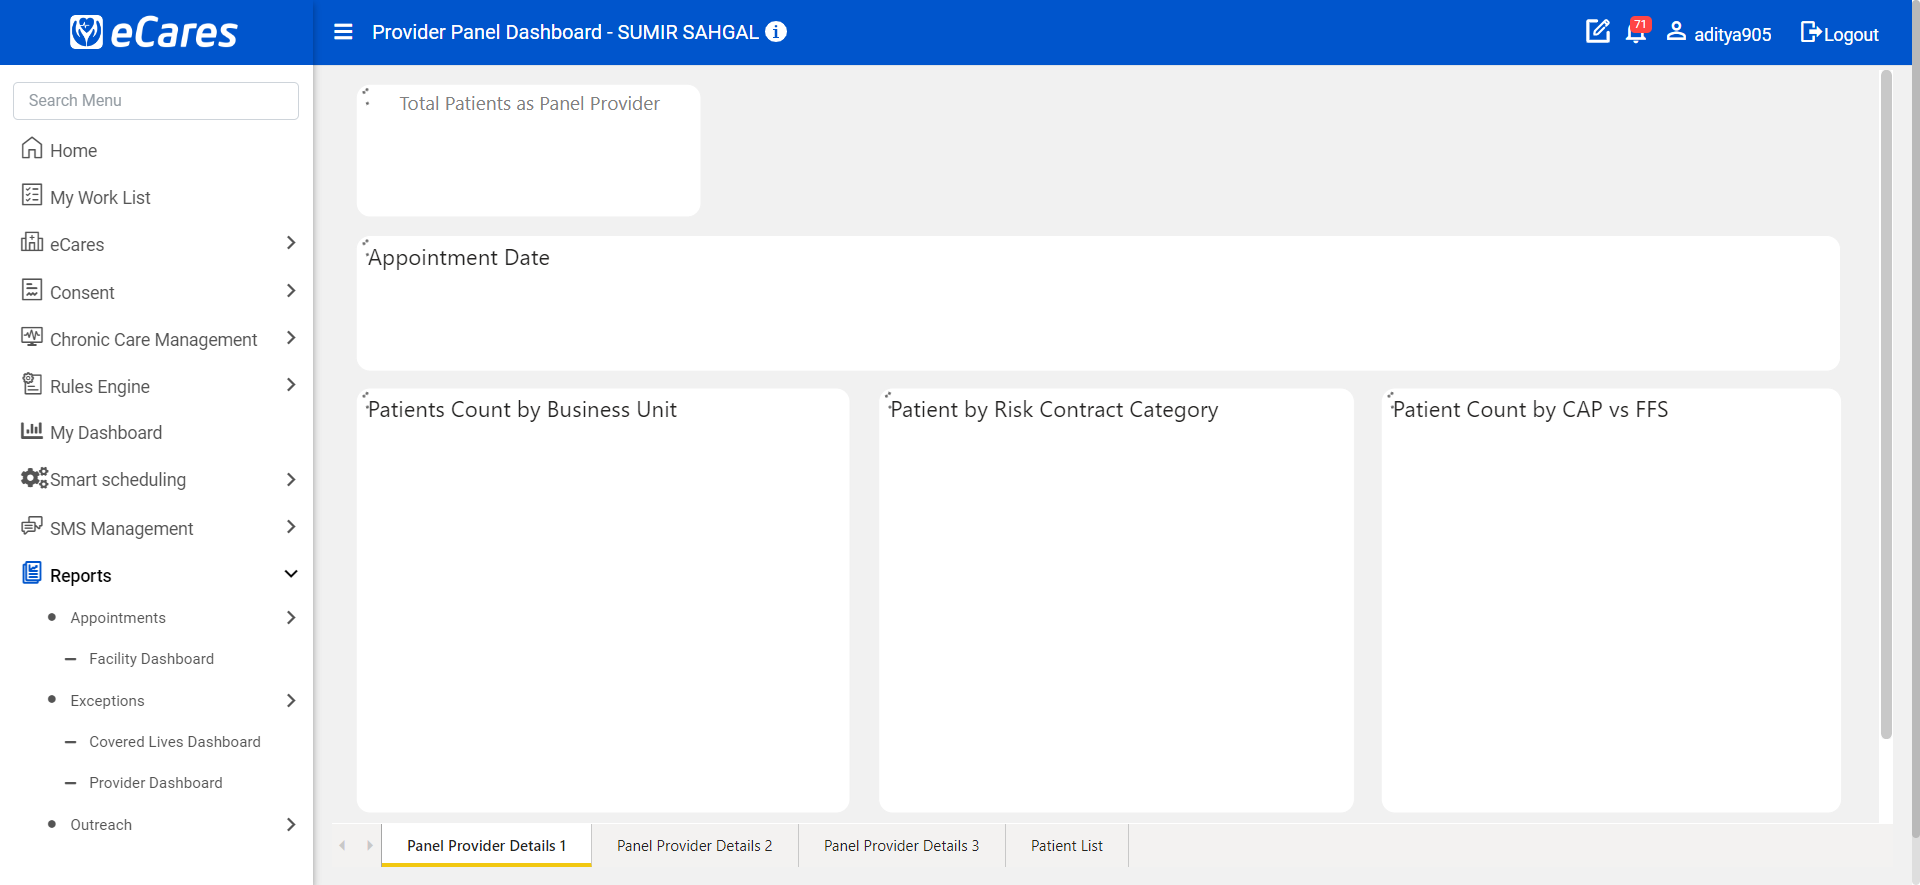 eCares
Provider Panel Dashboard - SUMIR SAHGAL
71
aditya905
Logout
Search Menu
Home
My Work List
eCares
Consent
Chronic Care Management
Rules Engine
My Dashboard
Smart scheduling
SMS Management
Reports
Appointments
Facility Dashboard
Exceptions
Covered Lives Dashboard
Provider Dashboard
Outreach
Total Patients as Panel Provider
Appointment Date
Patients Count by Business Unit
Patient by Risk Contract Category
Patient Count by CAP vs FFS
Panel Provider Details 1
Panel Provider Details 2
Panel Provider Details 3
Patient List